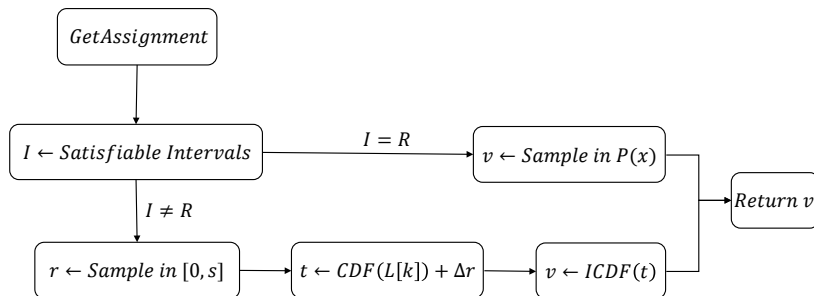 GetAssignment
I ← Satisfiable Intervals
I = R
v ← Sample in P(x)
Return v
I ≠ R
r ← Sample in [0, s]
t ← CDF(L[k]) + Δr
v ← ICDF(t)